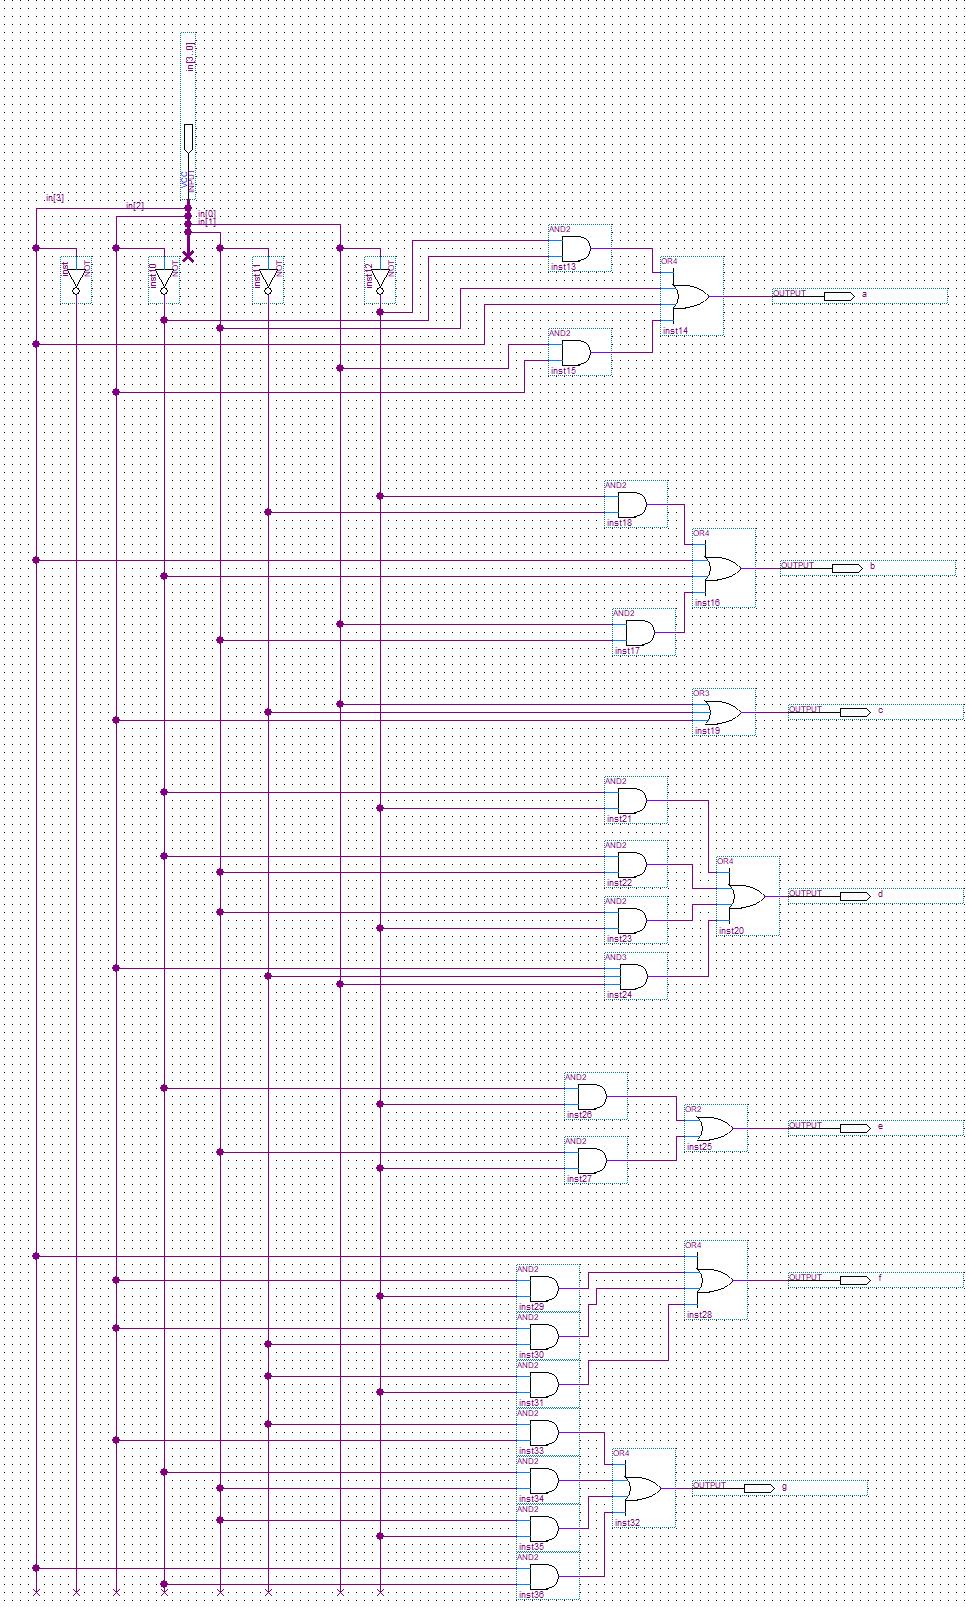 in[3..0]
VCC
INPUT
in[3]
in[2]
in[0]
in[1]
inst
NOT
inst10
NOT
inst11
NOT
inst12
NOT
AND2
inst13
OR4
inst14
OUTPUT
a
AND2
inst15
AND2
inst18
OR4
inst16
OUTPUT
b
AND2
inst17
OR3
inst19
OUTPUT
c
AND2
inst21
AND2
inst22
OR4
inst20
OUTPUT
d
AND2
inst23
AND3
inst24
AND2
inst26
OR2
inst25
OUTPUT
e
AND2
inst27
OR4
inst28
OUTPUT
f
AND2
inst29
AND2
inst30
AND2
inst31
AND2
inst33
OR4
inst32
OUTPUT
g
AND2
inst34
AND2
inst35
AND2
inst36